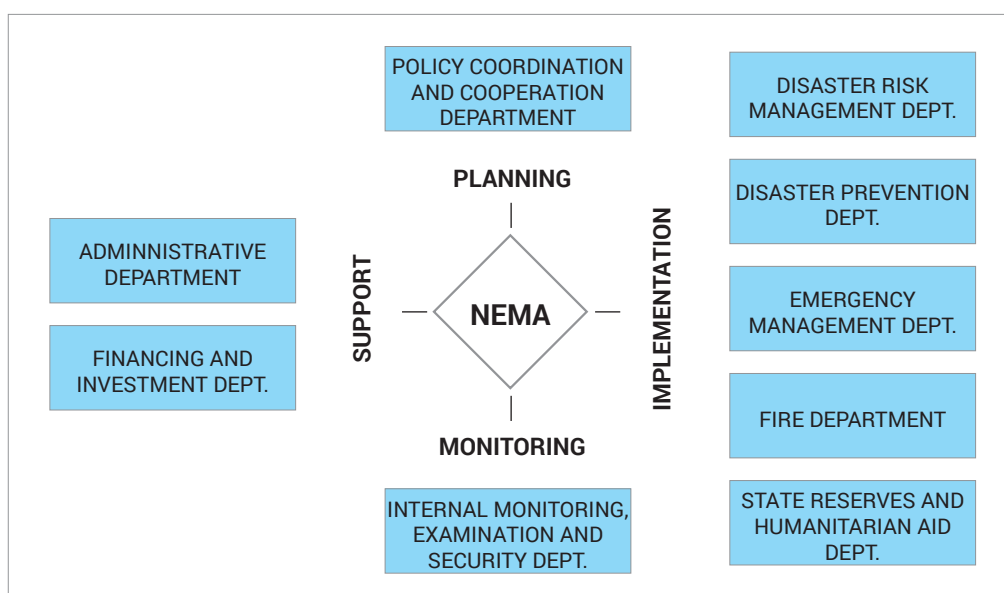 POLICY COORDINATION
AND COOPERATION
DEPARTMENT
PLANNING
ADMINNISTRATIVE
DEPARTMENT
FINANCING AND
INVESTMENT DEPT.
SUPPORT
NEMA
IMPLEMENTATION
MONITORING
INTERNAL MONITORING,
EXAMINATION AND
SECURITY DEPT.
DISASTER RISK
MANAGEMENT DEPT.
DISASTER PREVENTION
DEPT.
EMERGENCY
MANAGEMENT DEPT.
FIRE DEPARTMENT
STATE RESERVES AND
HUMANITARIAN AID
DEPT.